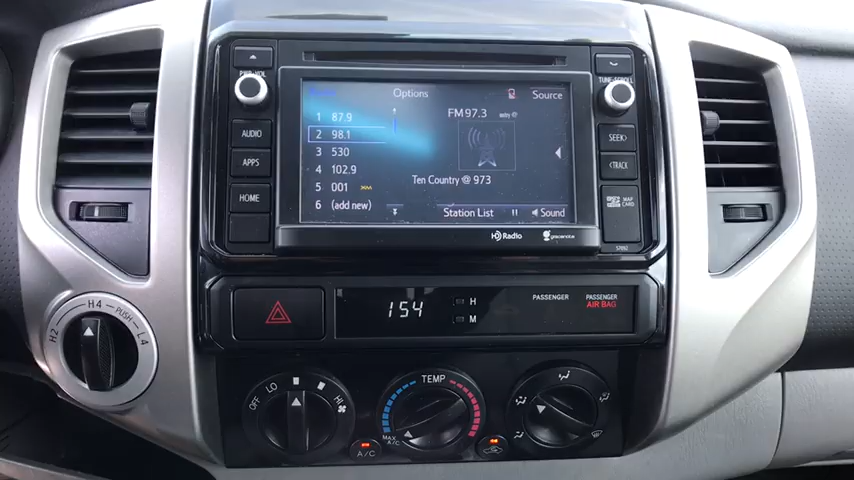 PWR·VOL
TUNE·SCROLL
Options
Source
1 87.9
2 98.1
3 530
4 102.9
5 001
6 (add new)
FM 97.3
Ten Country @ 973
Station List
Sound
AUDIO
APPS
HOME
SEEK>
<TRACK
MAP CARD
HD Radio
gracenote
57092
154
H
M
PASSENGER
PASSENGER
AIR BAG
H2
H4
PUSH
L4
OFF
LO
HI
TEMP
MAX A/C
A/C